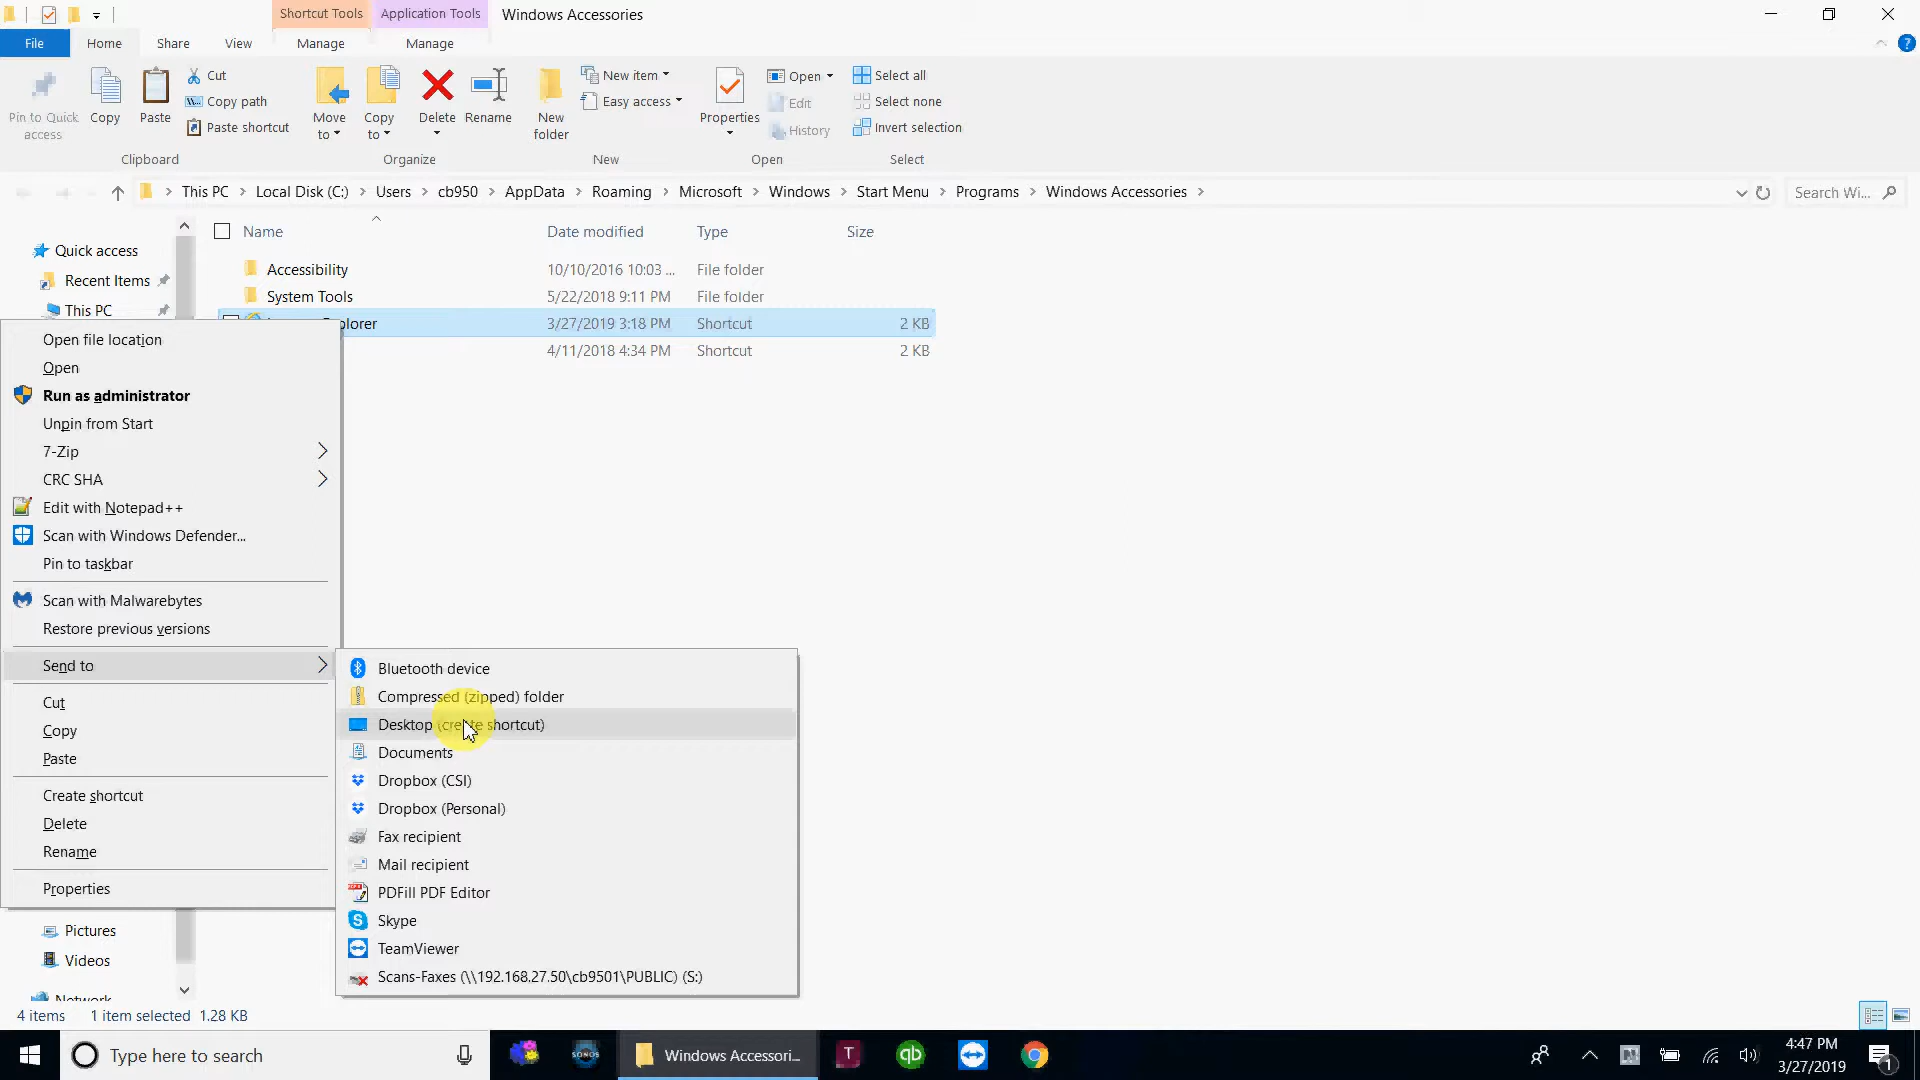 Shortcut Tools
Application Tools
Windows Accessories
File
Home
Share
View
Manage
Manage
Pin to Quick access
Copy
Paste
Cut
Copy path
Paste shortcut
Clipboard
Move to
Copy to
Delete
Rename
Organize
New folder
New item
Easy access
New
Properties
Open
Edit
History
Open
Select all
Select none
Invert selection
Select
This PC > Local Disk (C:) > Users > cb950 > AppData > Roaming > Microsoft > Windows > Start Menu > Programs > Windows Accessories >
Search Wi...
Name
Date modified
Type
Size
Quick access
Recent Items
This PC
Accessibility 10/10/2016 10:03 ... File folder
System Tools 5/22/2018 9:11 PM File folder
3/27/2019 3:18 PM Shortcut 2 KB
4/11/2018 4:34 PM Shortcut 2 KB
Open file location
Open
Run as administrator
Unpin from Start
7-Zip
CRC SHA
Edit with Notepad++
Scan with Windows Defender...
Pin to taskbar
Scan with Malwarebytes
Restore previous versions
Send to
Cut
Copy
Paste
Create shortcut
Delete
Rename
Properties
Bluetooth device
Compressed (zipped) folder
Desktop (create shortcut)
Documents
Dropbox (CSI)
Dropbox (Personal)
Fax recipient
Mail recipient
PDFill PDF Editor
Skype
TeamViewer
Scans-Faxes (\\192.168.27.50\cb9501\PUBLIC) (S:)
Pictures
Videos
Network
4 items
1 item selected 1.28 KB
Type here to search
SONOS
Windows Accessori...
T
qb
4:47 PM
3/27/2019
1